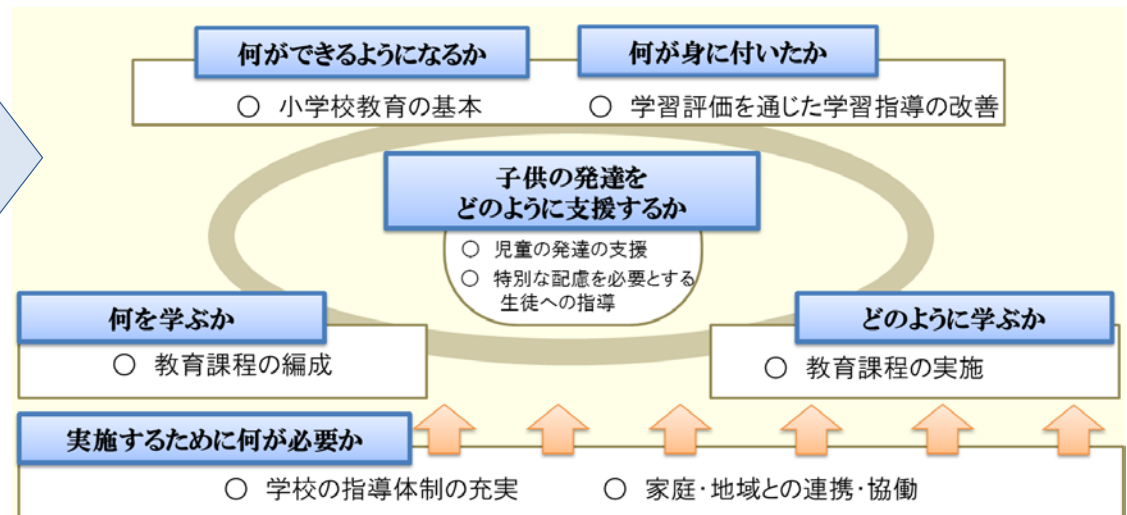 何ができるようになるか
何が身に付いたか
○ 小学校教育の基本
○ 学習評価を通じた学習指導の改善
子供の発達を
どのように支援するか
○ 児童の発達の支援
○ 特別な配慮を必要とする
生徒への指導
何を学ぶか
○ 教育課程の編成
どのように学ぶか
○ 教育課程の実施
実施するために何が必要か
○ 学校の指導体制の充実
○ 家庭・地域との連携・協働